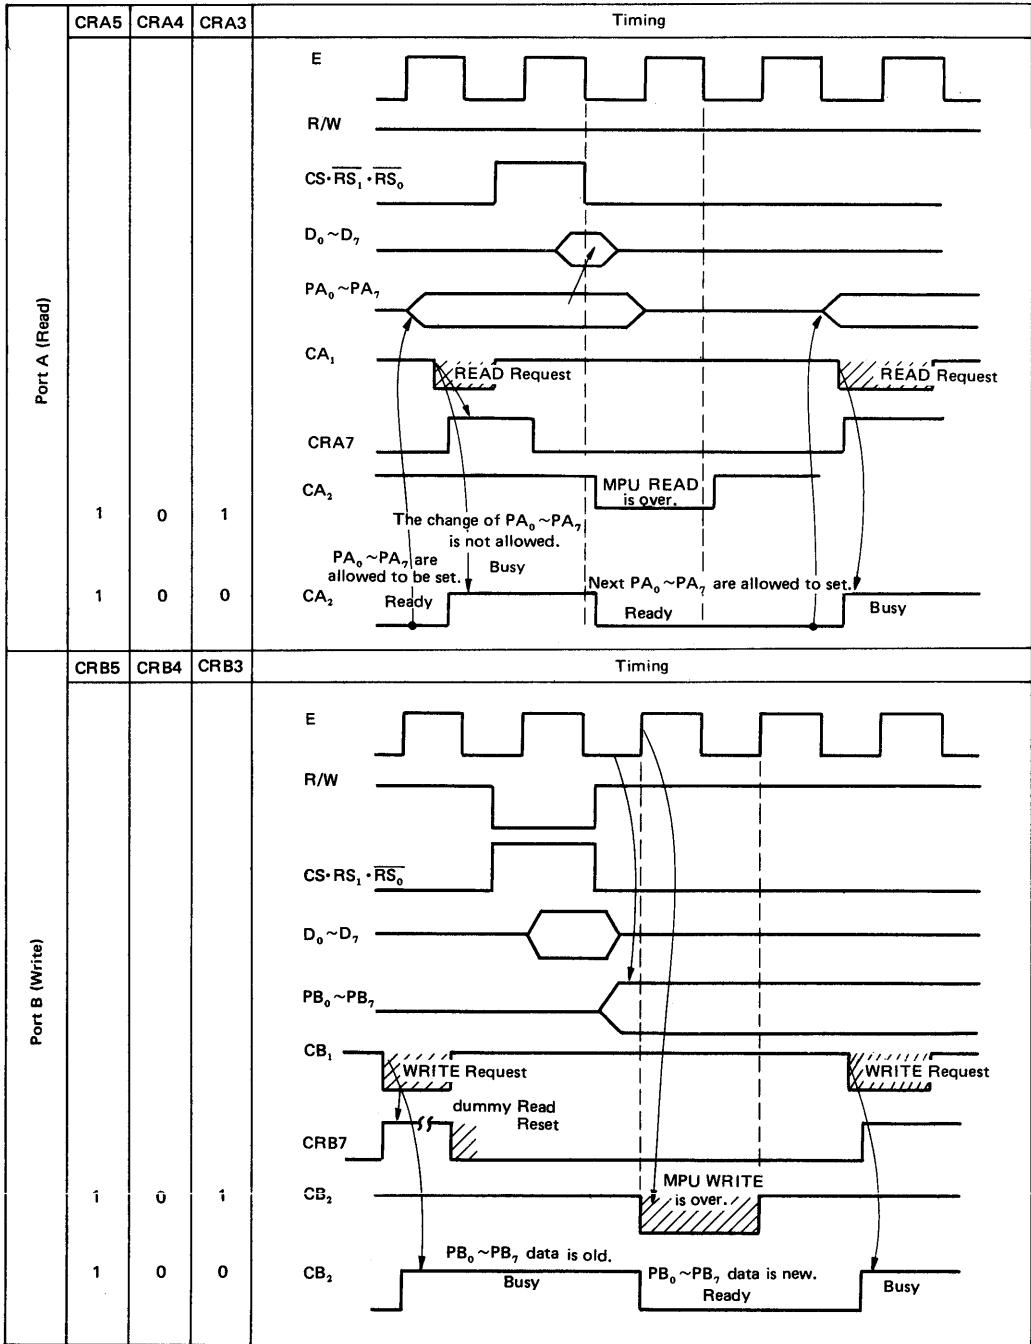 CRA5 CRA4 CRA3 Timing
Port A (Read)
E
R/W
CS·R̅S̅₁·R̅S̅₀
D₀~D₇
PA₀~PA₇
CA₁
READ Request READ Request
CRA7
CA₂ MPU READ
is over.
1 0 1
The change of PA₀~PA₇
is not allowed.
PA₀~PA₇ are
allowed to be set.
Busy
Next PA₀~PA₇ are allowed to set.
1 0 0 CA₂ Ready Ready Busy
CRB5 CRB4 CRB3 Timing
Port B (Write)
E
R/W
CS·RS₁·R̅S̅₀
D₀~D₇
PB₀~PB₇
CB₁
WRITE Request WRITE Request
dummy Read
Reset
CRB7
MPU WRITE
is over.
1 0 1 CB₂
PB₀~PB₇ data is old.
Busy
PB₀~PB₇ data is new.
Ready
1 0 0 CB₂ Busy